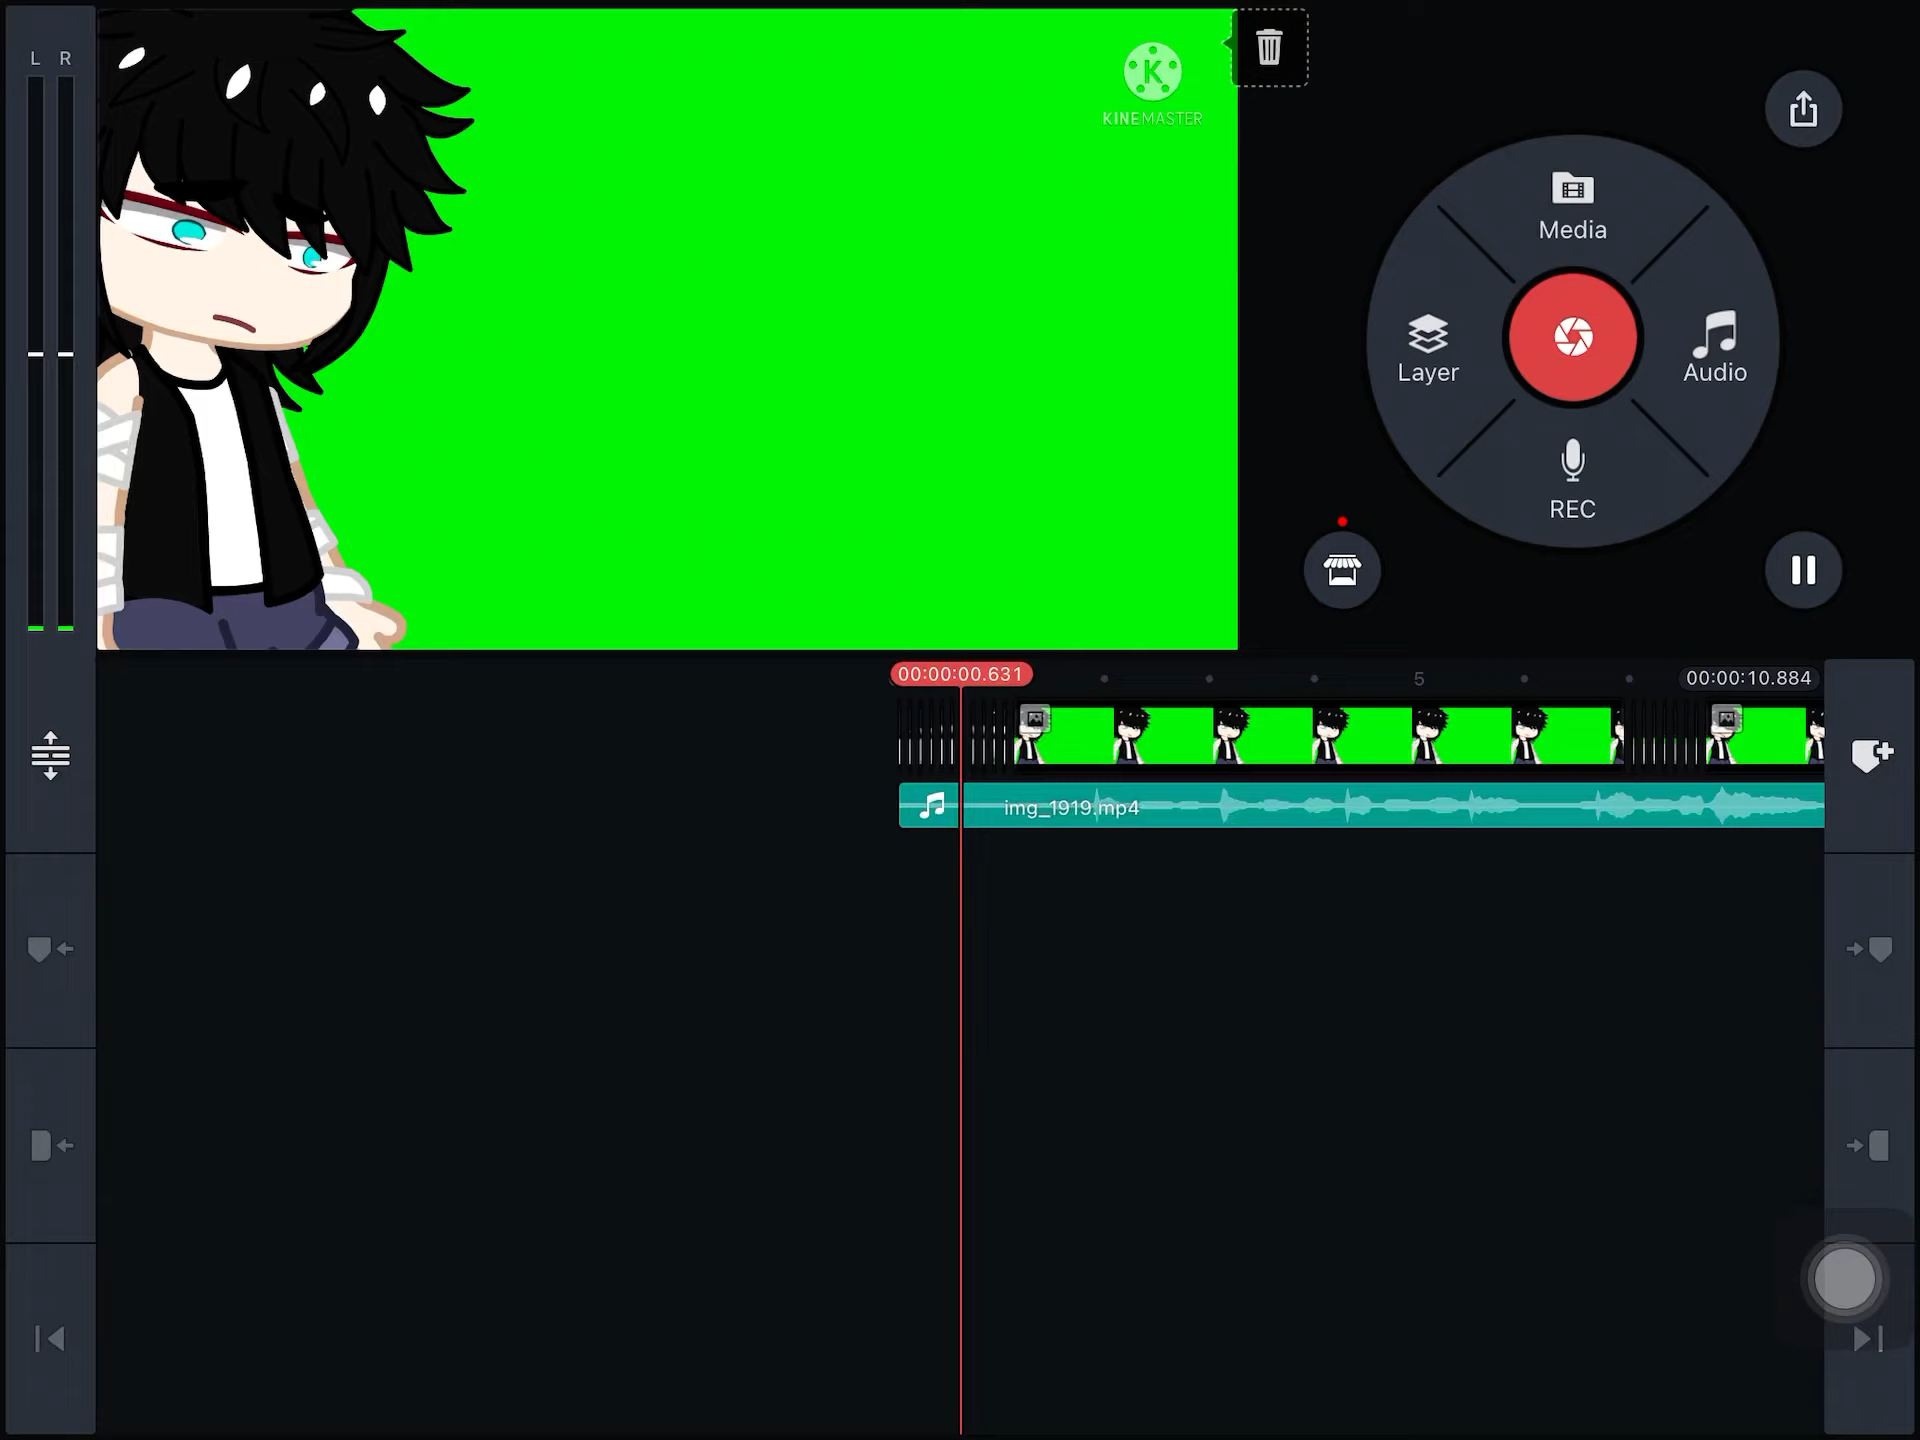 L R
K
KINEMASTER
Media
Layer
Audio
REC
00:00:00.631
5
00:00:10.884
img_1919.mp4